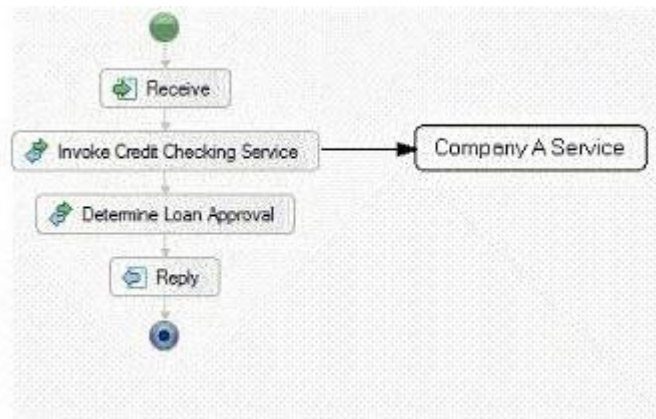 Receive
Invoke Credit Checking Service
Company A Service
Determine Loan Approval
Reply